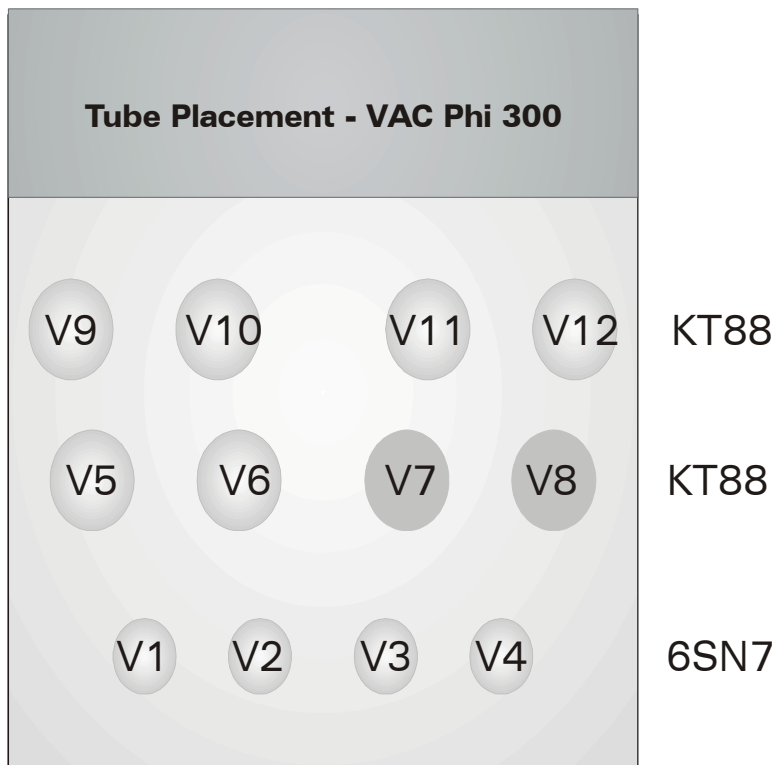 Tube Placement - VAC Phi 300
V9 V10 V11 V12 KT88
V5 V6 V7 V8 KT88
V1 V2 V3 V4 6SN7